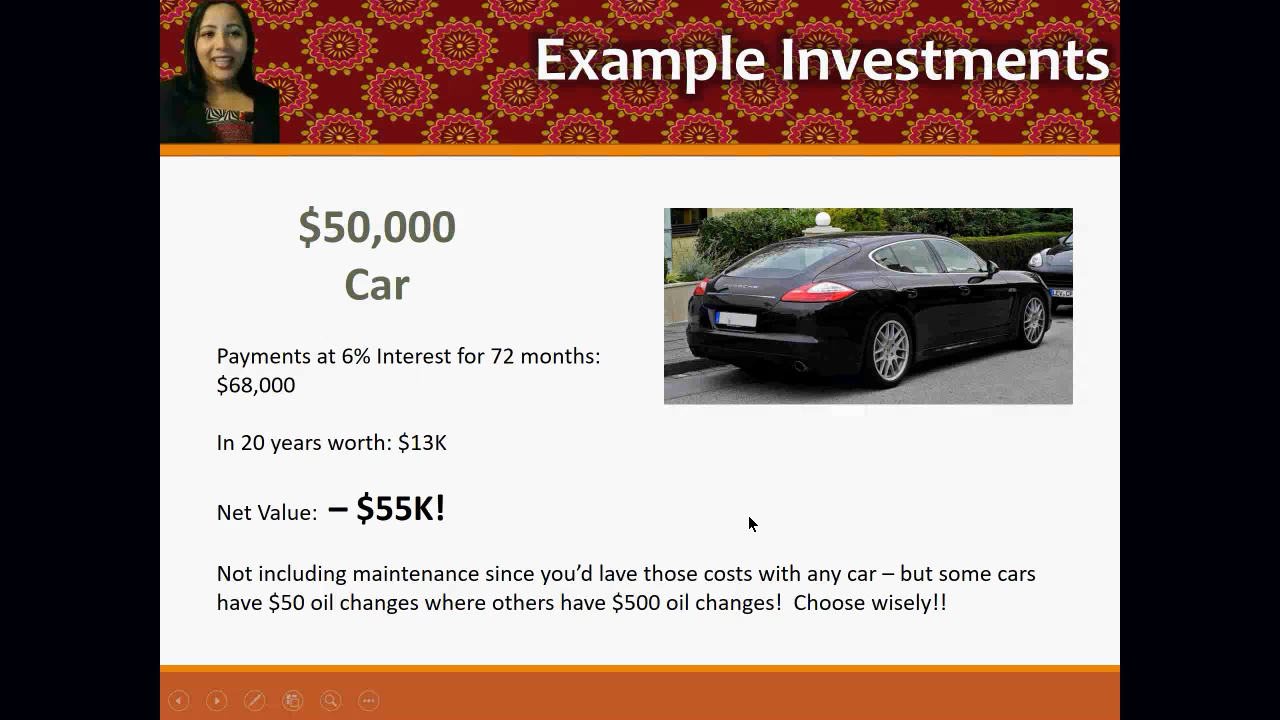 Example Investments
$50,000
Car
Payments at 6% Interest for 72 months:
$68,000
In 20 years worth: $13K
Net Value: – $55K!
Not including maintenance since you’d lave those costs with any car – but some cars
have $50 oil changes where others have $500 oil changes!  Choose wisely!!